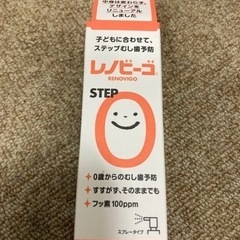 中身は変わらず、
デザインを
リニューアル
しました
子どもに合わせて、
ステップむし歯予防
レノビーゴ
RENOVIGO
STEP
0
0歳からのむし歯予防
すすがず、そのままでも
フッ素100ppm
スプレータイプ